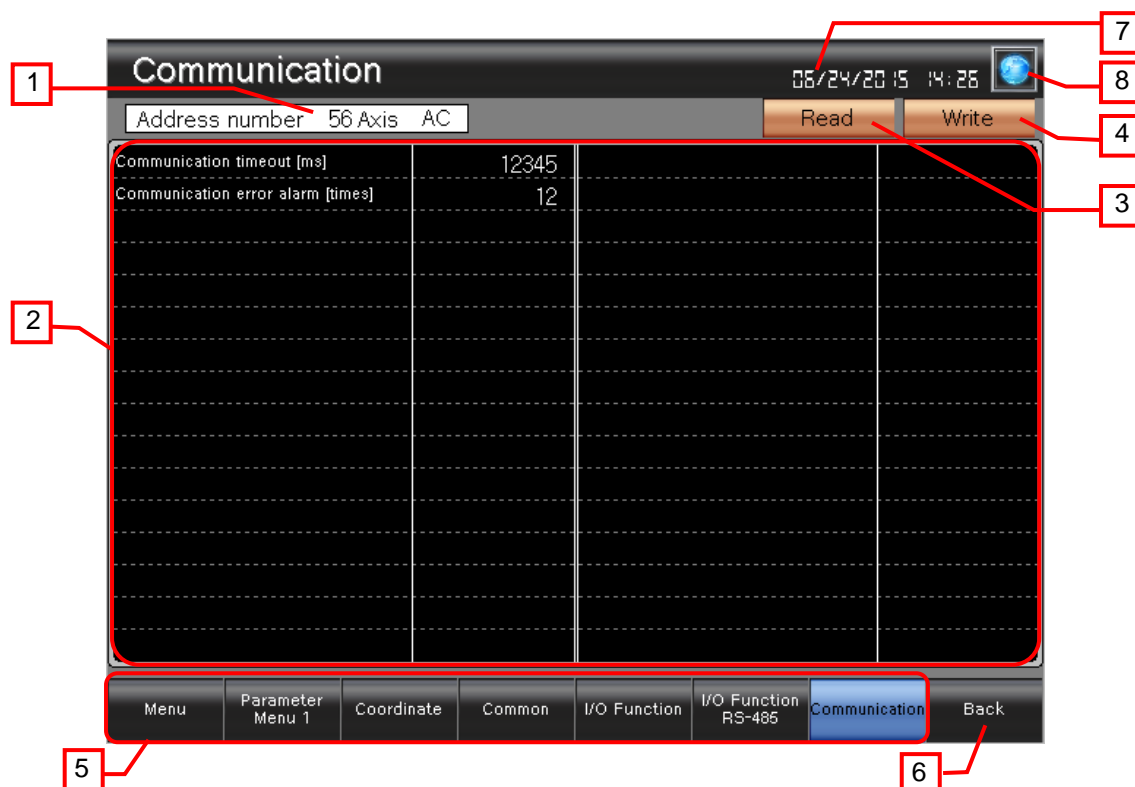 7
Communication
06/24/2015 14:26
1
8
Address number 56 Axis AC
Read
Write
4
Communication timeout [ms] 12345
Communication error alarm [times] 12
3
2
Menu
Parameter
Menu 1
Coordinate
Common
I/O Function
I/O Function
RS-485
Communication
Back
5
6